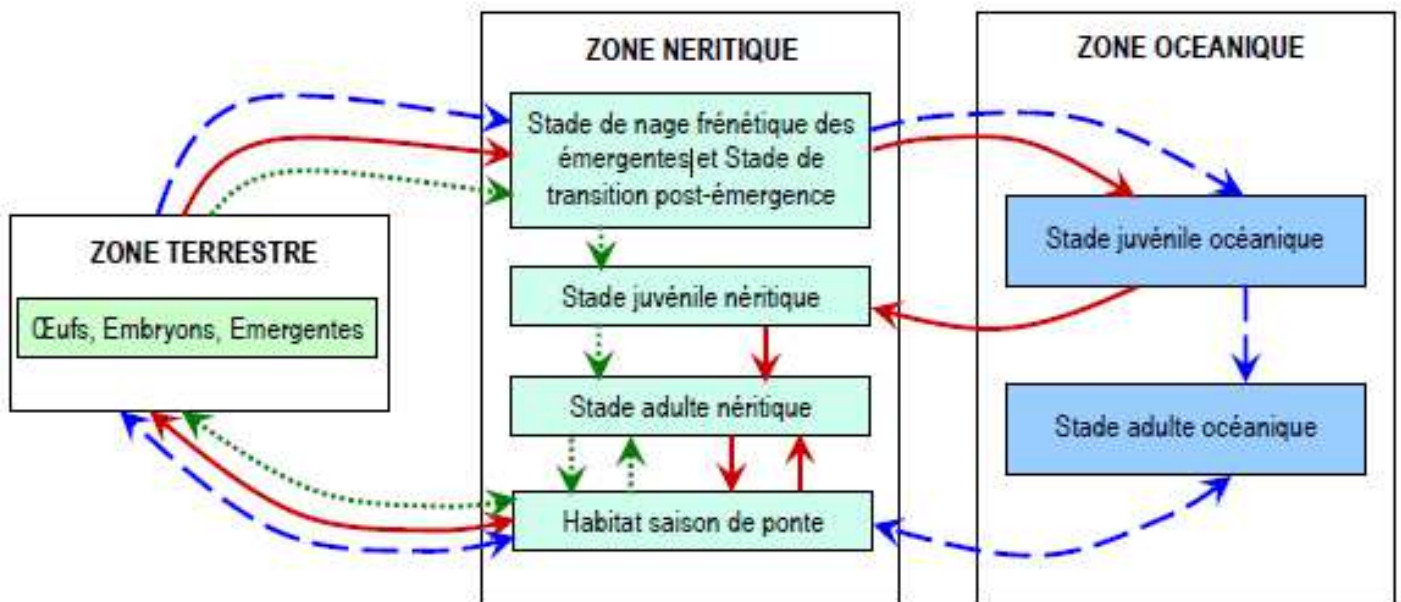 ZONE NERITIQUE
ZONE OCEANIQUE
Stade de nage frénétique des
émergentes|et Stade de
transition post-émergence
Stade juvénile océanique
ZONE TERRESTRE
Œufs, Embryons, Emergentes
Stade juvénile néritique
Stade adulte néritique
Stade adulte océanique
Habitat saison de ponte